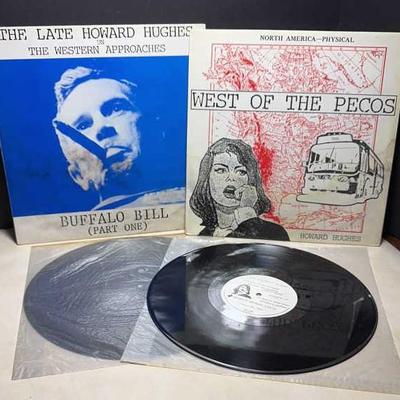 THE LATE HOWARD HUGHES
ON
THE WESTERN APPROACHES
BUFFALO BILL
(PART ONE)
NORTH AMERICA—PHYSICAL
WEST OF THE PECOS
HOWARD HUGHES